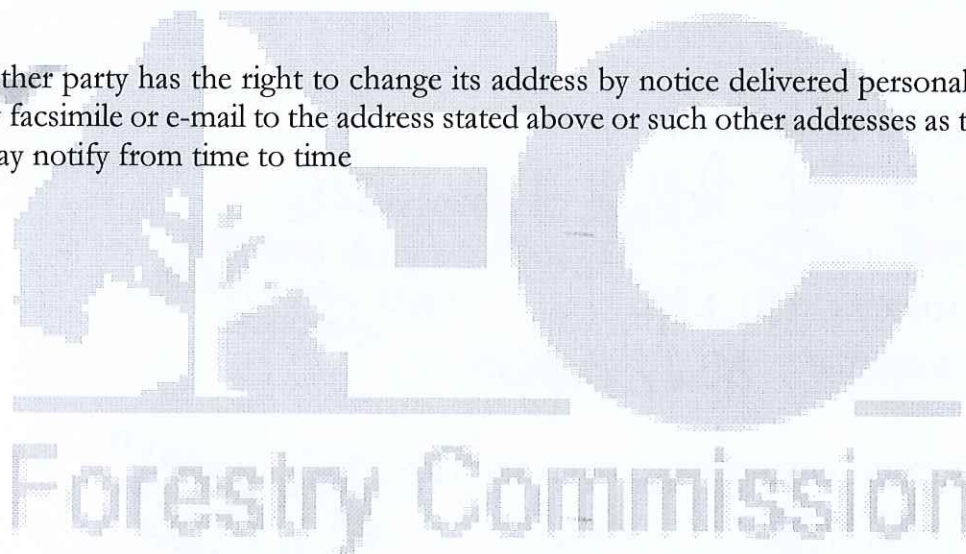 ther party has the right to change its address by notice delivered personal
facsimile or e-mail to the address stated above or such other addresses as t
ay notify from time to time
FC
Forestry Commission